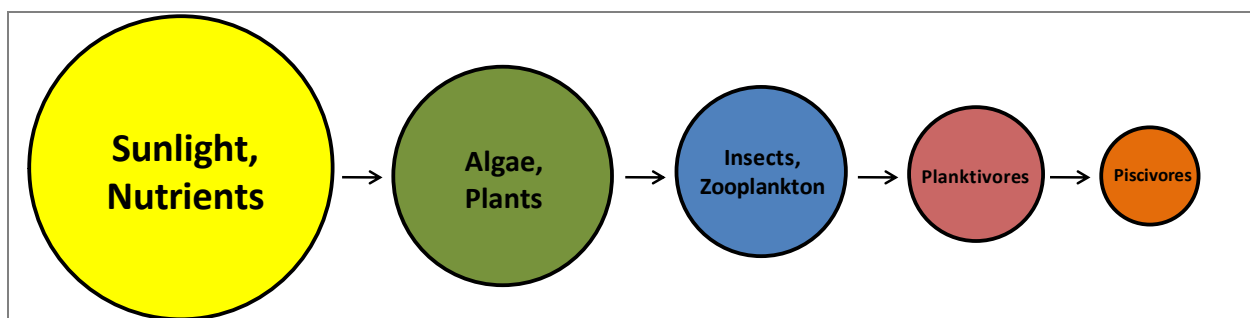 Sunlight,
Nutrients
Algae,
Plants
Insects,
Zooplankton
Planktivores
Piscivores